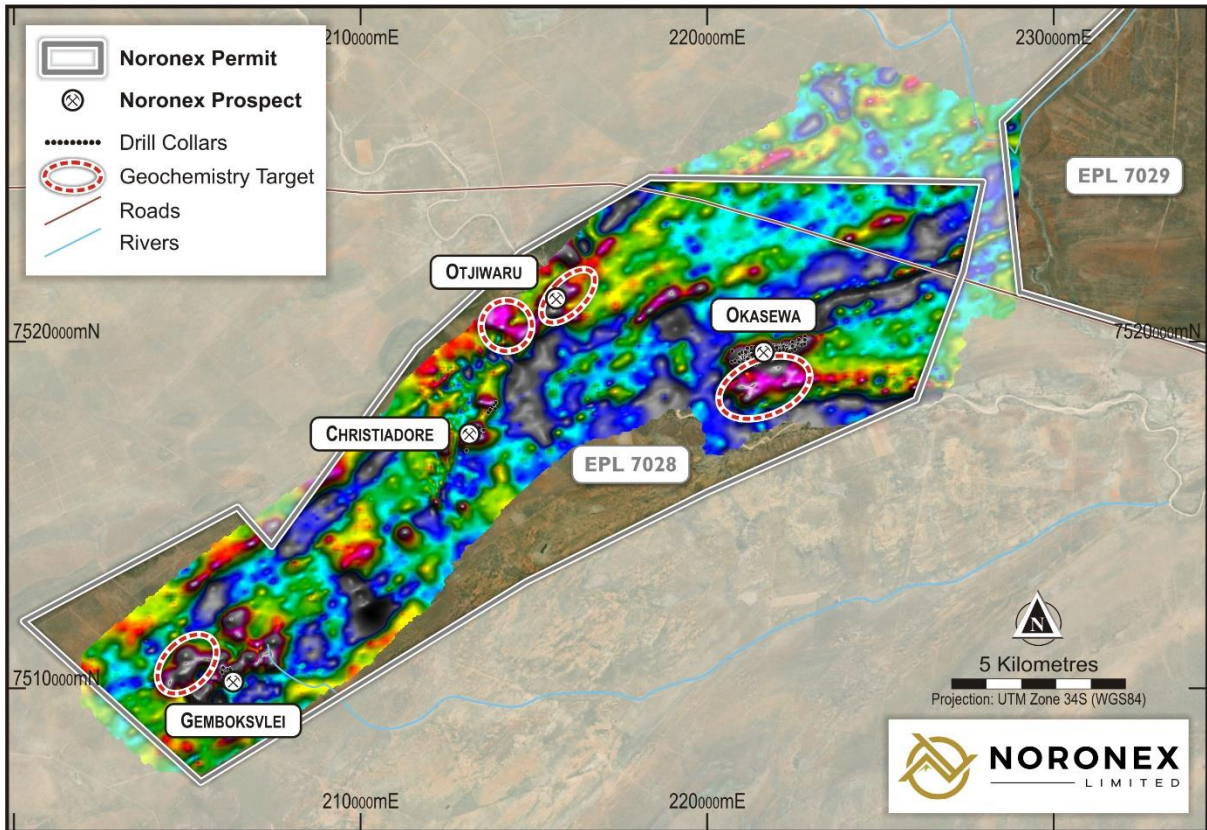 210000mE
220000mE
230000mE
Noronex Permit
Noronex Prospect
Drill Collars
Geochemistry Target
Roads
Rivers
EPL 7029
OTJIWARU
OKASEWA
7520000mN
7520000mN
CHRISTIADORE
EPL 7028
N
5 Kilometres
7510000mN
Projection: UTM Zone 34S (WGS84)
GEMBOKSVLEI
NORONEX
LIMITED
210000mE
220000mE